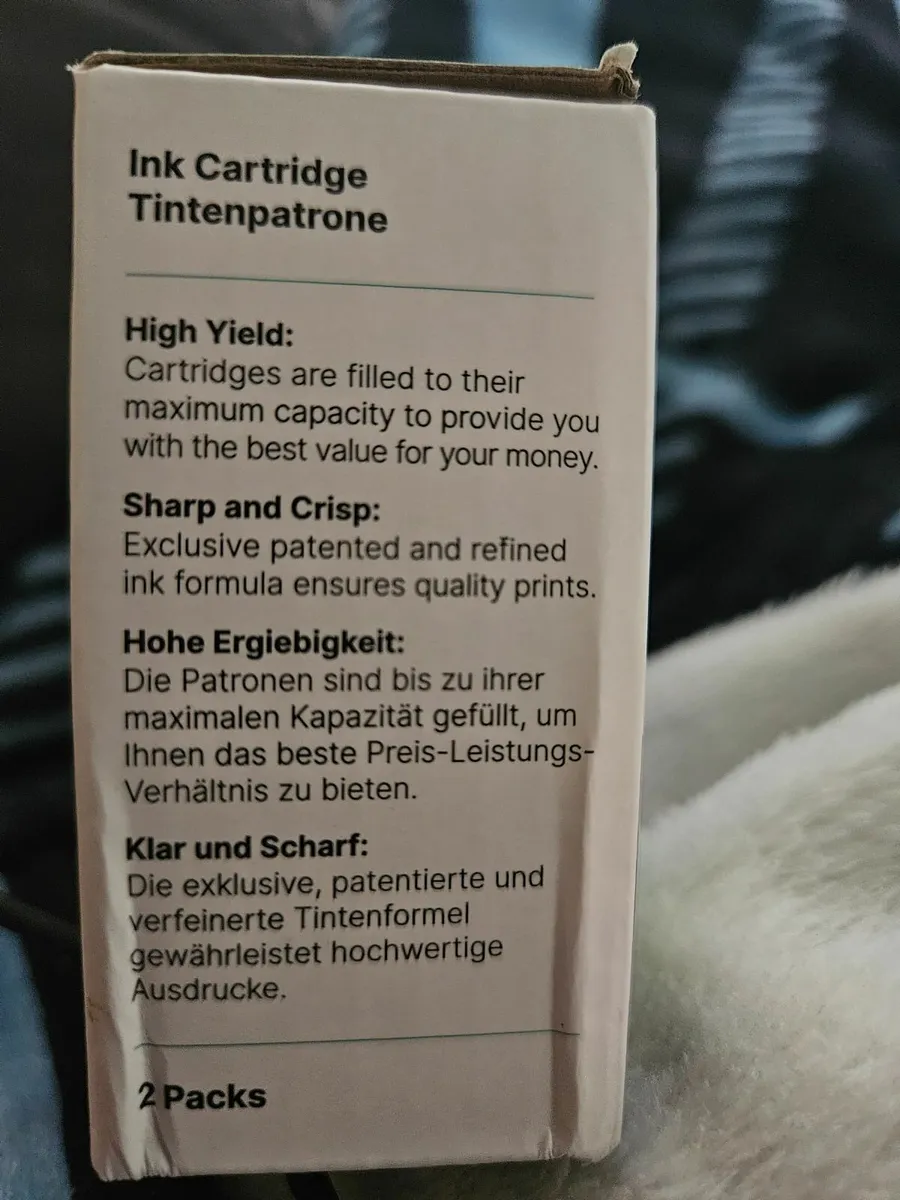 Ink Cartridge
Tintenpatrone
High Yield:
Cartridges are filled to their
maximum capacity to provide you
with the best value for your money.
Sharp and Crisp:
Exclusive patented and refined
ink formula ensures quality prints.
Hohe Ergiebigkeit:
Die Patronen sind bis zu ihrer
maximalen Kapazität gefüllt, um
Ihnen das beste Preis-Leistungs-
Verhältnis zu bieten.
Klar und Scharf:
Die exklusive, patentierte und
verfeinerte Tintenformel
gewährleistet hochwertige
Ausdrucke.
2 Packs